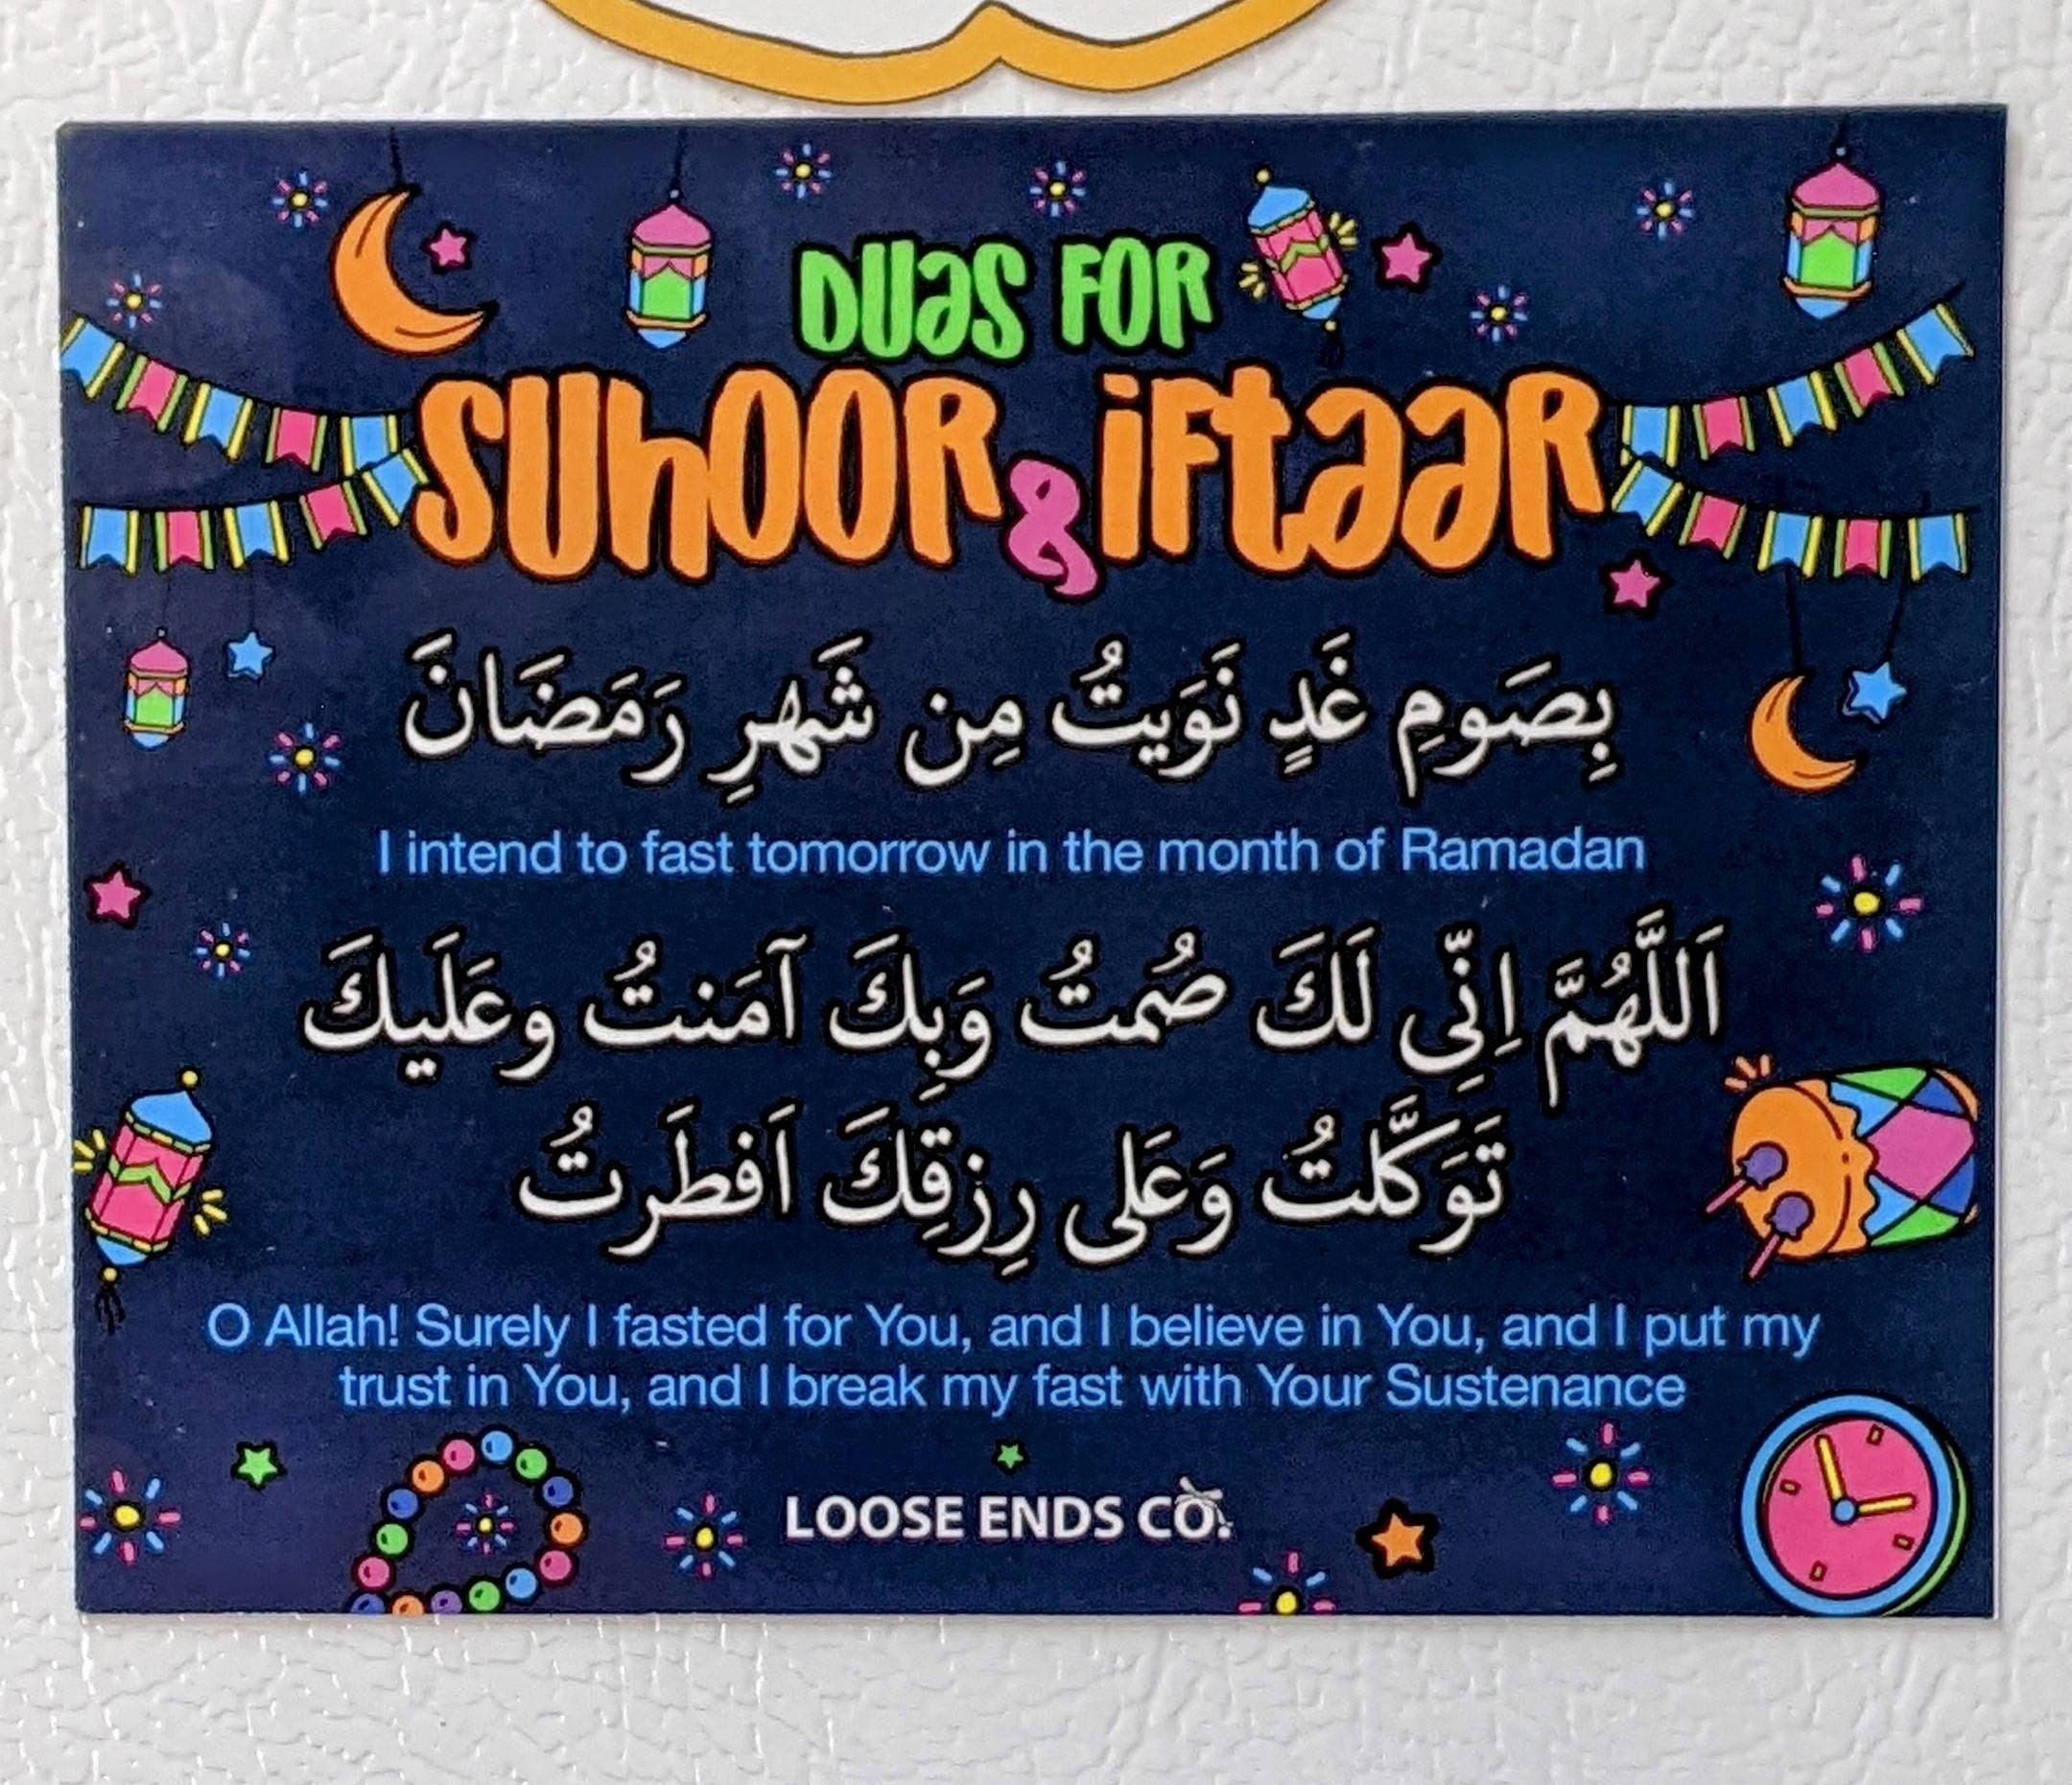 DUaS FOR
SUhOOR & iFtaaR
بِصَومِ غَدٍ نَوَيتُ مِن شَهرِ رَمَضَانَ
I intend to fast tomorrow in the month of Ramadan
اَللَّهُمَّ اِنِّى لَكَ صُمتُ وَبِكَ آمَنتُ وعَلَيكَ
تَوَكَّلتُ وَعَلى رِزقِكَ اَفطَرتُ
O Allah! Surely I fasted for You, and I believe in You, and I put my
trust in You, and I break my fast with Your Sustenance
LOOSE ENDS CO.